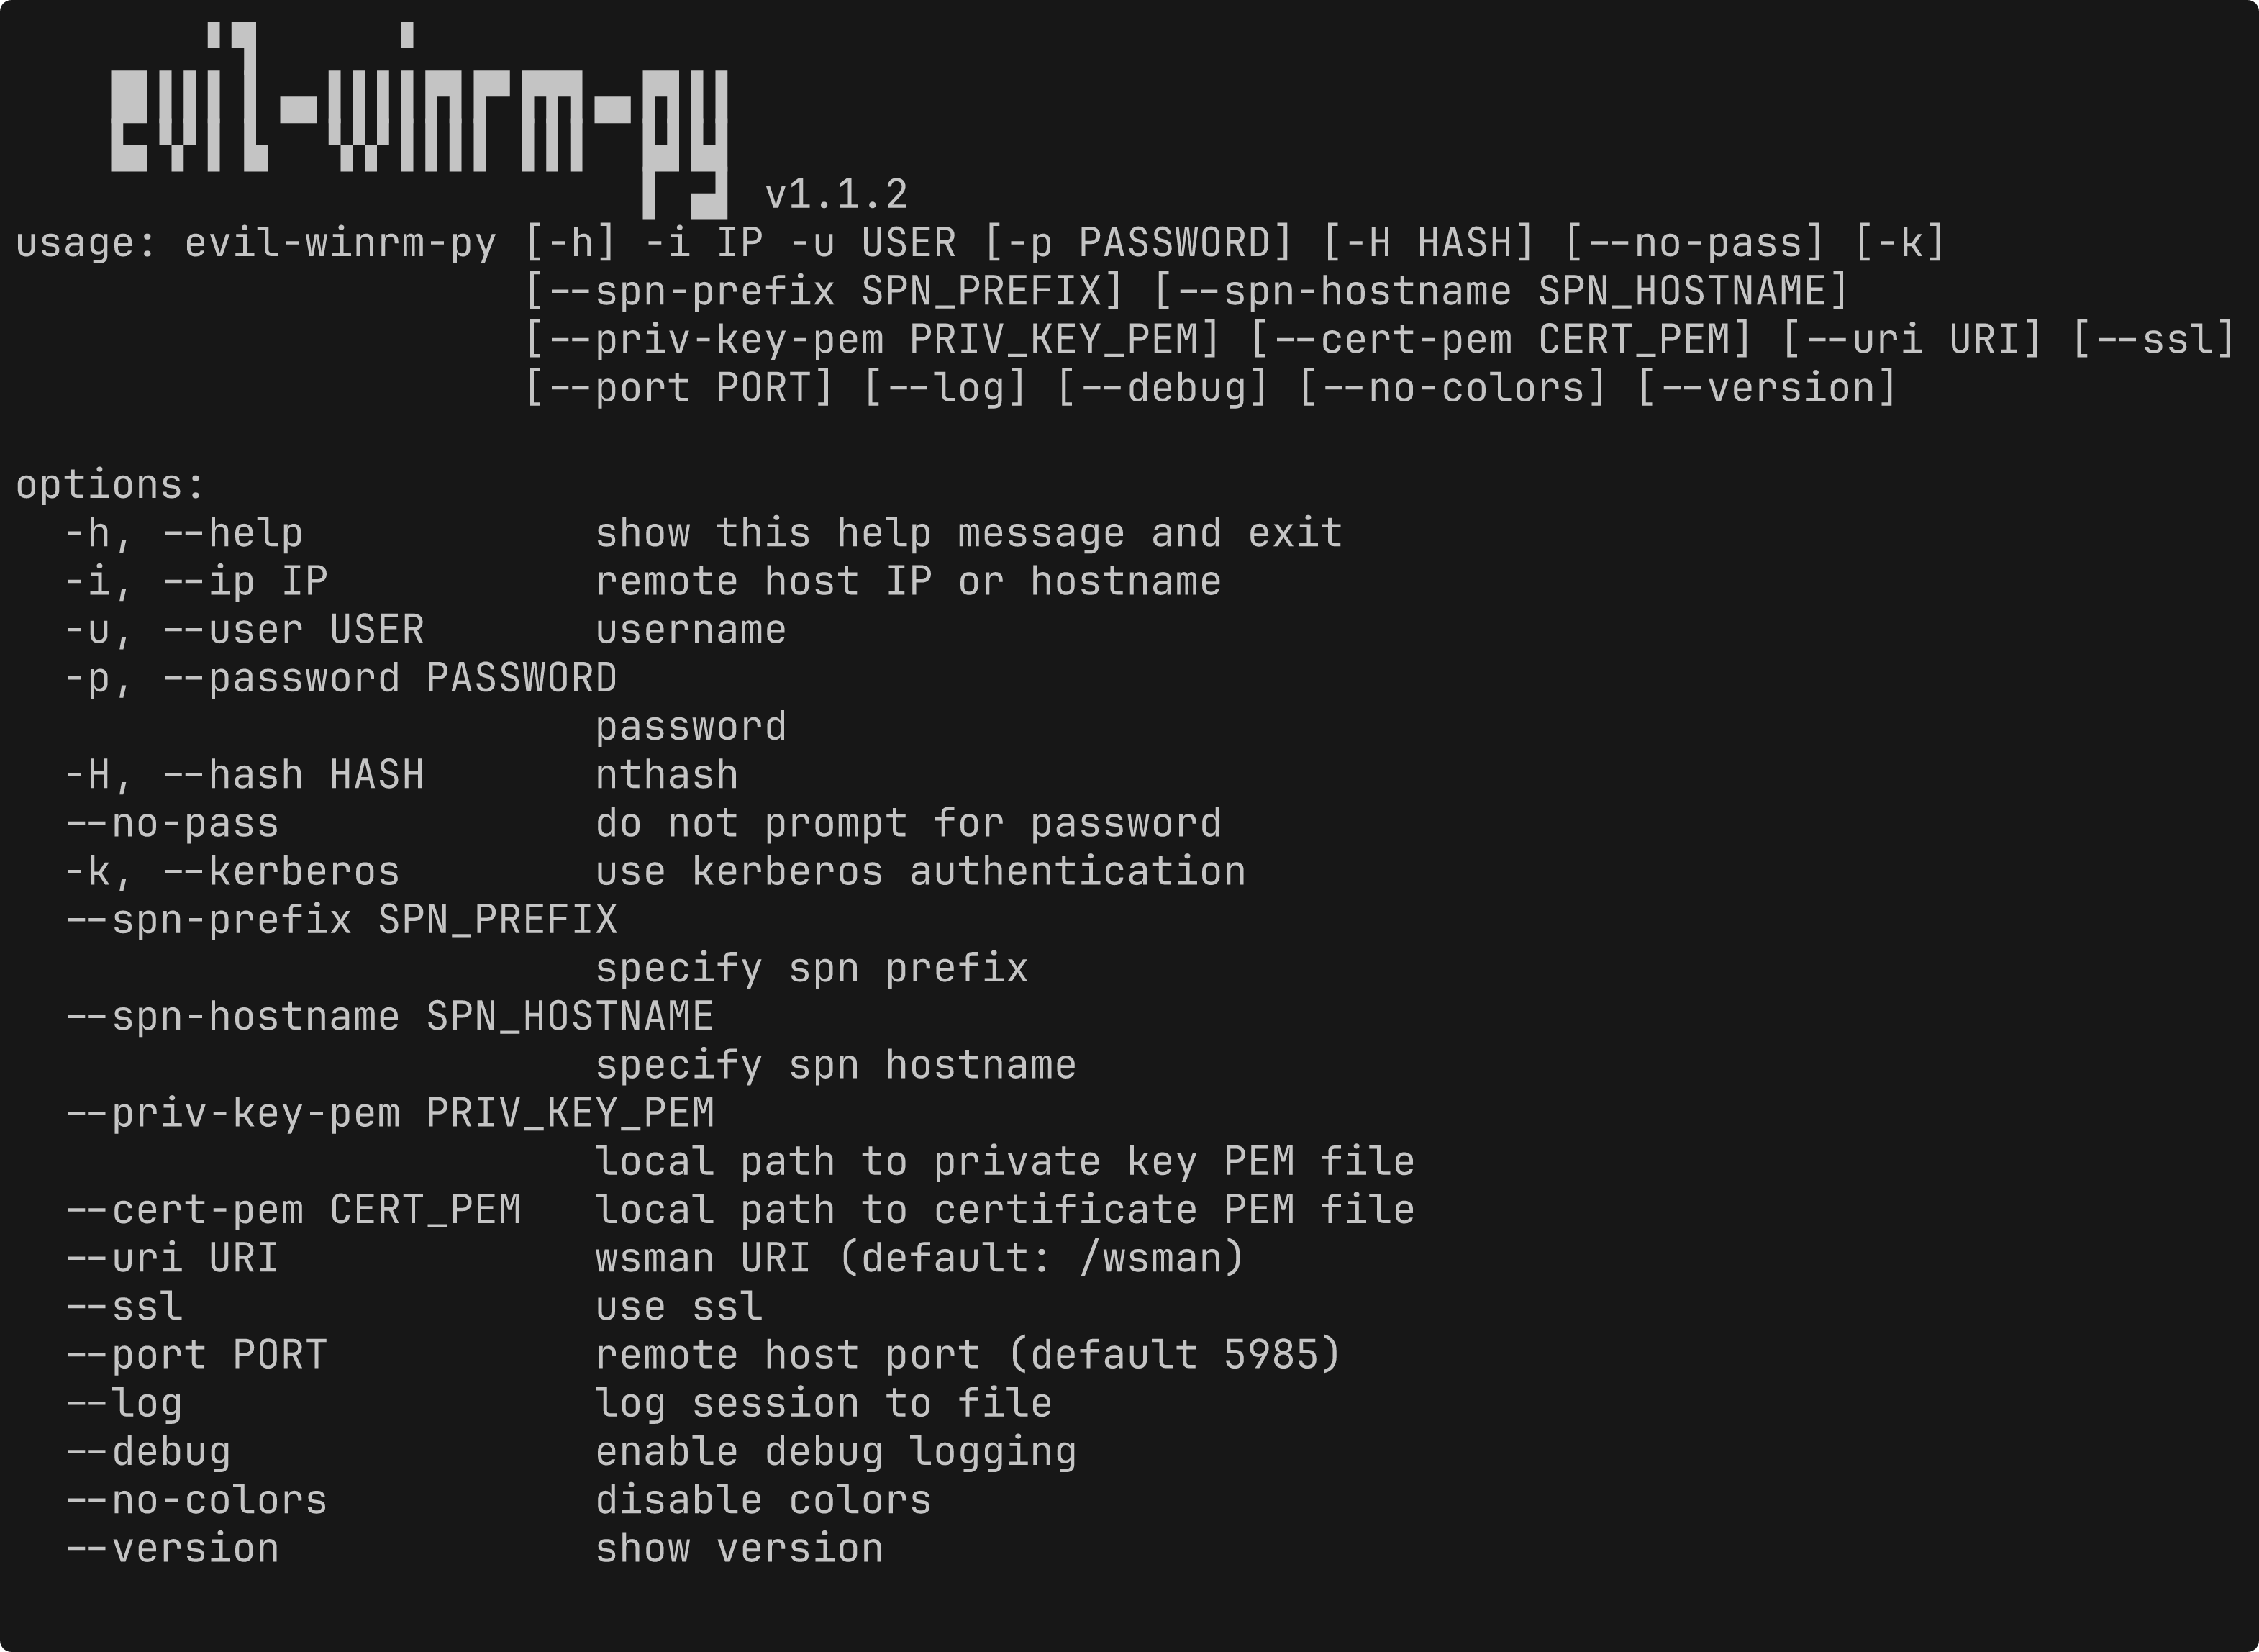 evil-winrm-py v1.1.2
usage: evil-winrm-py [-h] -i IP -u USER [-p PASSWORD] [-H HASH] [--no-pass] [-k]
[--spn-prefix SPN_PREFIX] [--spn-hostname SPN_HOSTNAME]
[--priv-key-pem PRIV_KEY_PEM] [--cert-pem CERT_PEM] [--uri URI] [--ssl]
[--port PORT] [--log] [--debug] [--no-colors] [--version]
options:
-h, --help show this help message and exit
-i, --ip IP remote host IP or hostname
-u, --user USER username
-p, --password PASSWORD
password
-H, --hash HASH nthash
--no-pass do not prompt for password
-k, --kerberos use kerberos authentication
--spn-prefix SPN_PREFIX
specify spn prefix
--spn-hostname SPN_HOSTNAME
specify spn hostname
--priv-key-pem PRIV_KEY_PEM
local path to private key PEM file
--cert-pem CERT_PEM local path to certificate PEM file
--uri URI wsman URI (default: /wsman)
--ssl use ssl
--port PORT remote host port (default 5985)
--log log session to file
--debug enable debug logging
--no-colors disable colors
--version show version